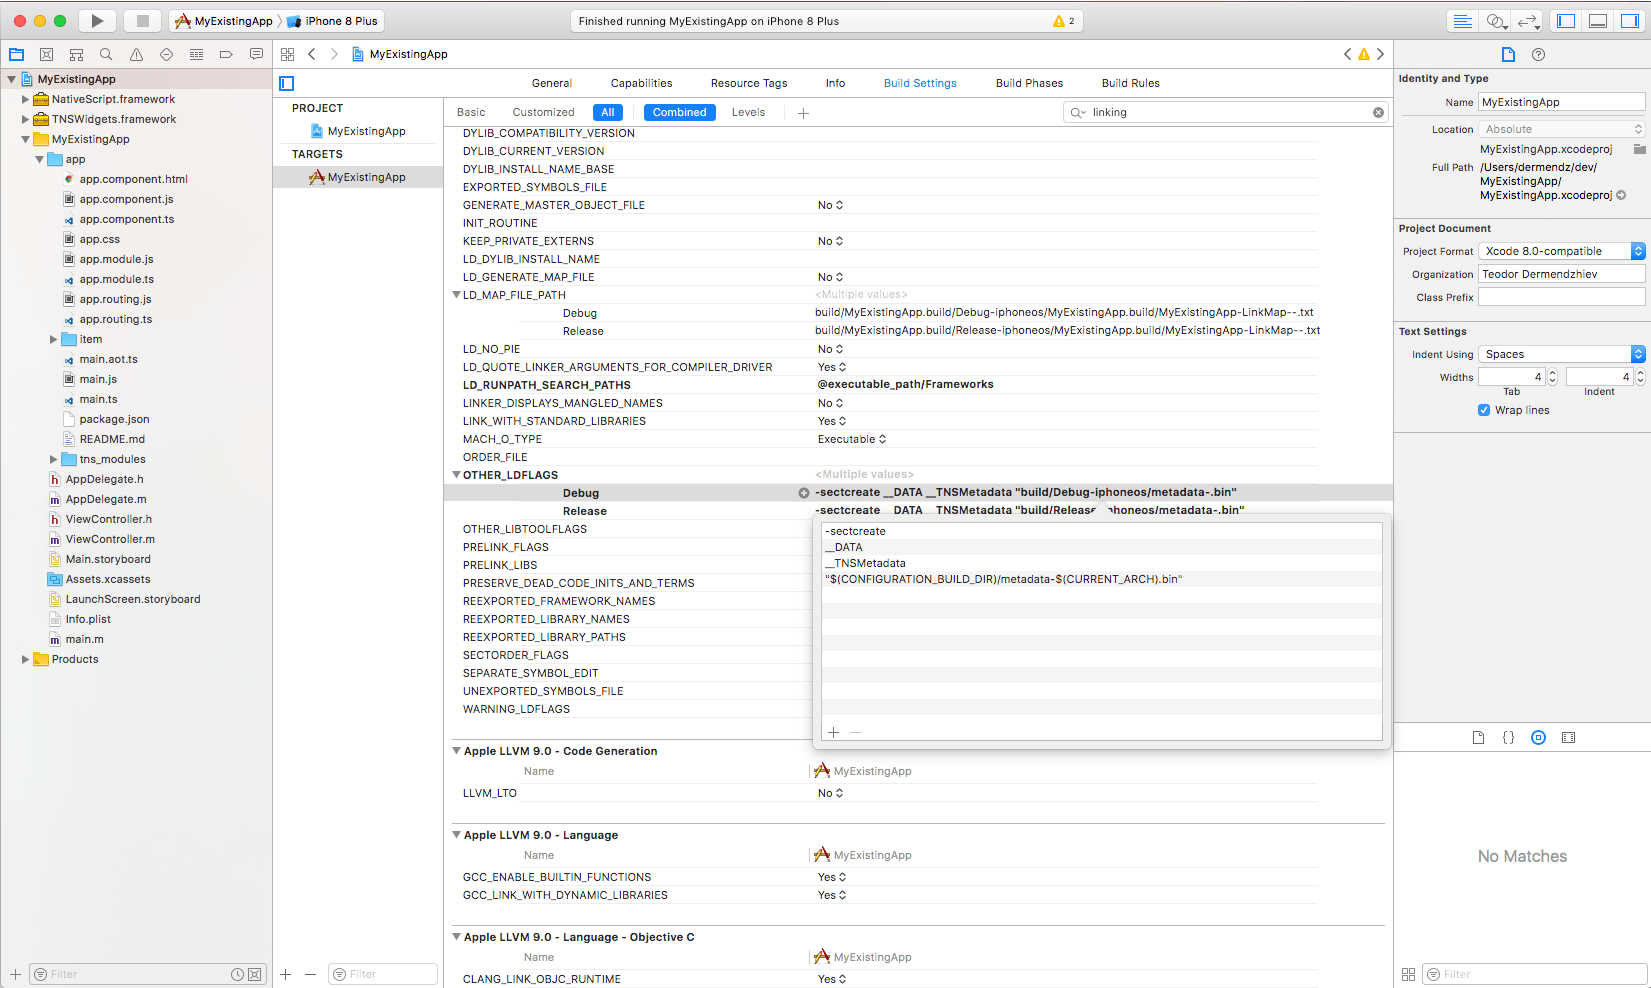 MyExistingApp
iPhone 8 Plus
Finished running MyExistingApp on iPhone 8 Plus
2
MyExistingApp
NativeScript.framework
TNSWidgets.framework
MyExistingApp
app
app.component.html
app.component.js
app.component.ts
app.css
app.module.js
app.module.ts
app.routing.js
app.routing.ts
item
main.aot.ts
main.js
main.ts
package.json
README.md
tns_modules
AppDelegate.h
AppDelegate.m
ViewController.h
ViewController.m
Main.storyboard
Assets.xcassets
LaunchScreen.storyboard
Info.plist
main.m
Products
Filter
MyExistingApp
General Capabilities Resource Tags Info Build Settings Build Phases Build Rules
PROJECT
MyExistingApp
TARGETS
MyExistingApp
Filter
Basic Customized All Combined Levels
linking
DYLIB_COMPATIBILITY_VERSION
DYLIB_CURRENT_VERSION
DYLIB_INSTALL_NAME_BASE
EXPORTED_SYMBOLS_FILE
GENERATE_MASTER_OBJECT_FILE No
INIT_ROUTINE
KEEP_PRIVATE_EXTERNS No
LD_DYLIB_INSTALL_NAME
LD_GENERATE_MAP_FILE No
LD_MAP_FILE_PATH <Multiple values>
Debug build/MyExistingApp.build/Debug-iphoneos/MyExistingApp.build/MyExistingApp-LinkMap--.txt
Release build/MyExistingApp.build/Release-iphoneos/MyExistingApp.build/MyExistingApp-LinkMap--.txt
LD_NO_PIE No
LD_QUOTE_LINKER_ARGUMENTS_FOR_COMPILER_DRIVER Yes
LD_RUNPATH_SEARCH_PATHS @executable_path/Frameworks
LINKER_DISPLAYS_MANGLED_NAMES No
LINK_WITH_STANDARD_LIBRARIES Yes
MACH_O_TYPE Executable
ORDER_FILE
OTHER_LDFLAGS <Multiple values>
Debug -sectcreate __DATA __TNSMetadata "build/Debug-iphoneos/metadata-.bin"
Release -sectcreate __DATA __TNSMetadata "build/Release-iphoneos/metadata-.bin"
OTHER_LIBTOOLFLAGS
PRELINK_FLAGS
PRELINK_LIBS
PRESERVE_DEAD_CODE_INITS_AND_TERMS
REEXPORTED_FRAMEWORK_NAMES
REEXPORTED_LIBRARY_NAMES
REEXPORTED_LIBRARY_PATHS
SECTORDER_FLAGS
SEPARATE_SYMBOL_EDIT
UNEXPORTED_SYMBOLS_FILE
WARNING_LDFLAGS
-sectcreate
__DATA
__TNSMetadata
"$(CONFIGURATION_BUILD_DIR)/metadata-$(CURRENT_ARCH).bin"
Apple LLVM 9.0 - Code Generation
Name MyExistingApp
LLVM_LTO No
Apple LLVM 9.0 - Language
Name MyExistingApp
GCC_ENABLE_BUILTIN_FUNCTIONS Yes
GCC_LINK_WITH_DYNAMIC_LIBRARIES Yes
Apple LLVM 9.0 - Language - Objective C
Name MyExistingApp
CLANG_LINK_OBJC_RUNTIME Yes
Identity and Type
Name MyExistingApp
Location Absolute
MyExistingApp.xcodeproj
Full Path /Users/dermendz/dev/
MyExistingApp/
MyExistingApp.xcodeproj
Project Document
Project Format Xcode 8.0-compatible
Organization Teodor Dermendzhiev
Class Prefix
Text Settings
Indent Using Spaces
Widths 4 4
Tab Indent
Wrap lines
No Matches
Filter